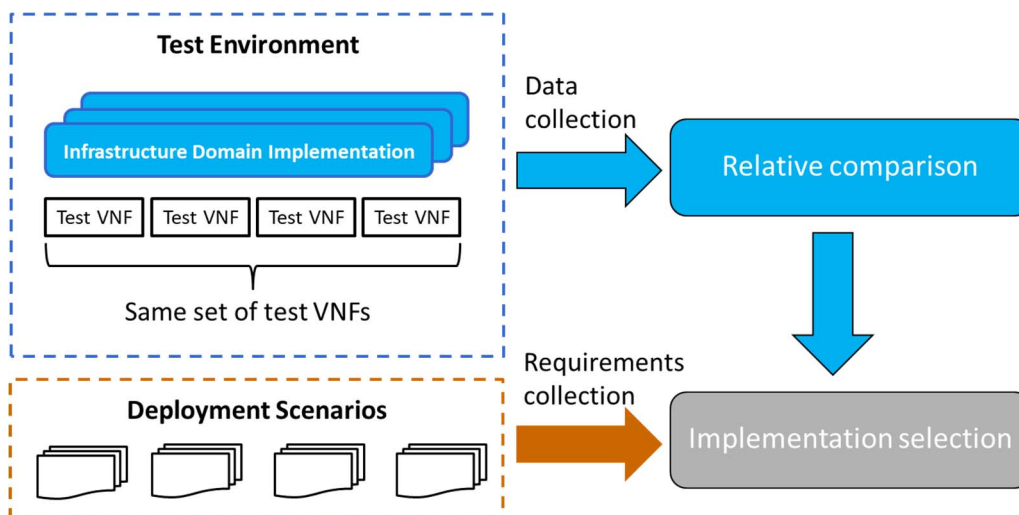 Test Environment
Infrastructure Domain Implementation
Test VNF Test VNF Test VNF Test VNF
Same set of test VNFs
Data
collection
Relative comparison
Requirements
collection
Deployment Scenarios
Implementation selection